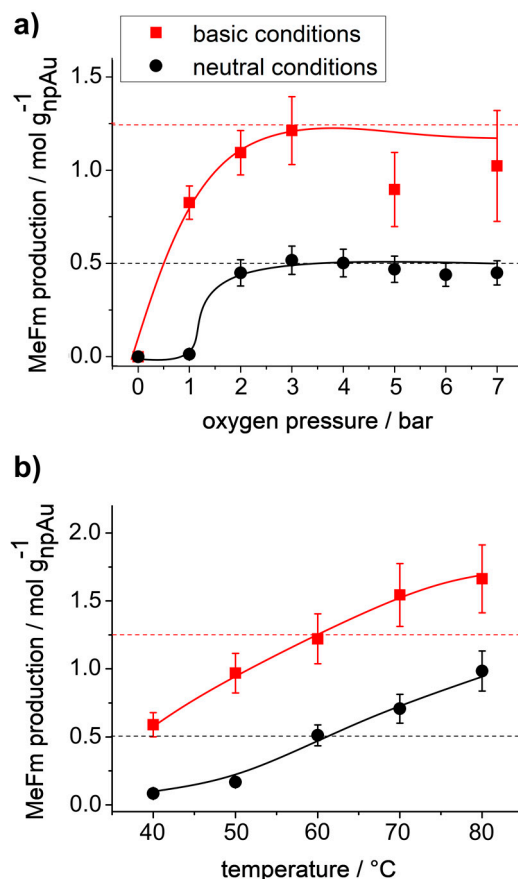 a)
basic conditions
neutral conditions
MeFm production / mol g-1npAu
1.5
1.0
0.5
0.0
0 1 2 3 4 5 6 7
oxygen pressure / bar
b)
MeFm production / mol g-1npAu
2.0
1.5
1.0
0.5
0.0
40 50 60 70 80
temperature / °C